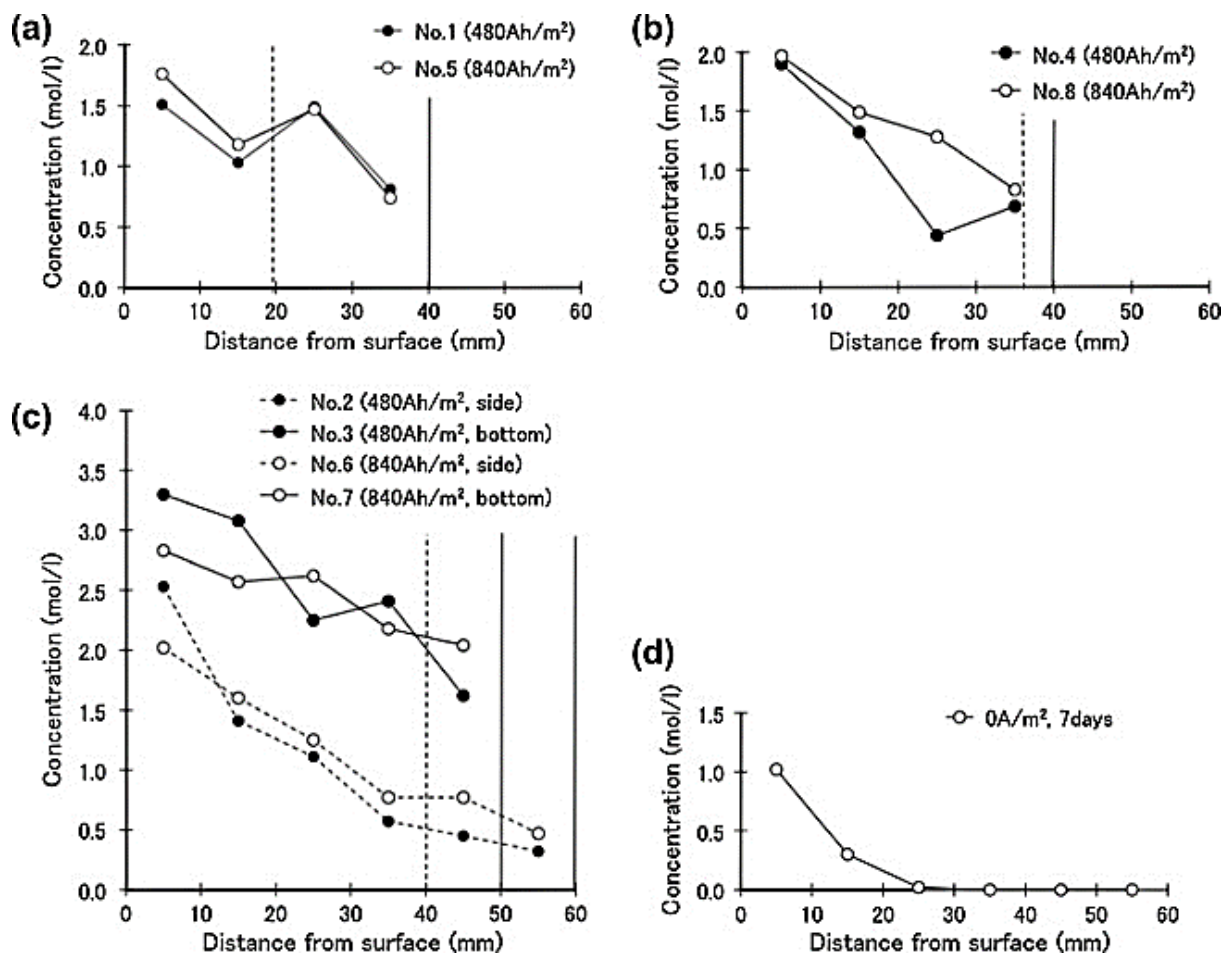 (a)
No.1 (480Ah/m²)
No.5 (840Ah/m²)
Concentration (mol/l)
2.0
1.5
1.0
0.5
0.0
0 10 20 30 40 50 60
Distance from surface (mm)
(b)
No.4 (480Ah/m²)
No.8 (840Ah/m²)
Concentration (mol/l)
2.0
1.5
1.0
0.5
0.0
0 10 20 30 40 50 60
Distance from surface (mm)
(c)
No.2 (480Ah/m², side)
No.3 (480Ah/m², bottom)
No.6 (840Ah/m², side)
No.7 (840Ah/m², bottom)
Concentration (mol/l)
4.0
3.5
3.0
2.5
2.0
1.5
1.0
0.5
0.0
0 10 20 30 40 50 60
Distance from surface (mm)
(d)
0A/m², 7days
Concentration (mol/l)
1.5
1.0
0.5
0.0
0 10 20 30 40 50 60
Distance from surface (mm)